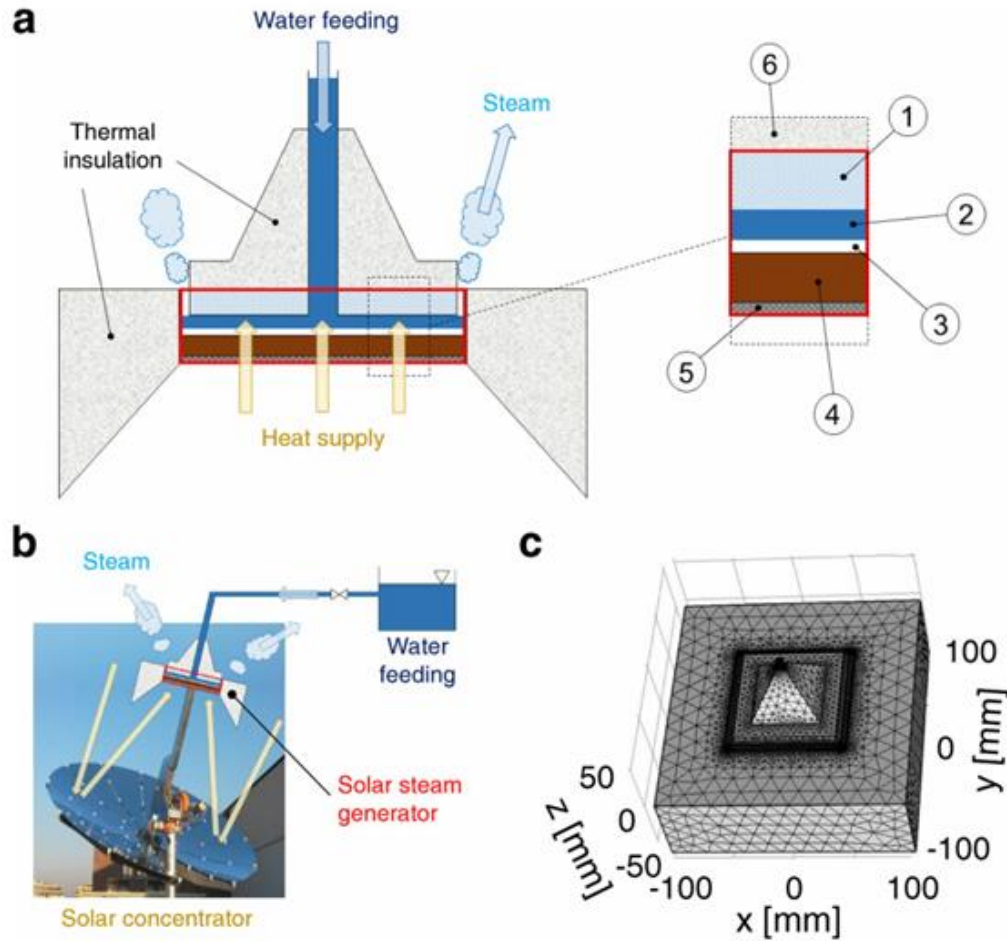 a
Water feeding
Steam
Thermal
insulation
Heat supply
6
1
2
3
4
5
b
Steam
Water
feeding
Solar steam
generator
Solar concentrator
c
100
0
-100
y [mm]
50
0
-50
z [mm]
-100
0
100
x [mm]